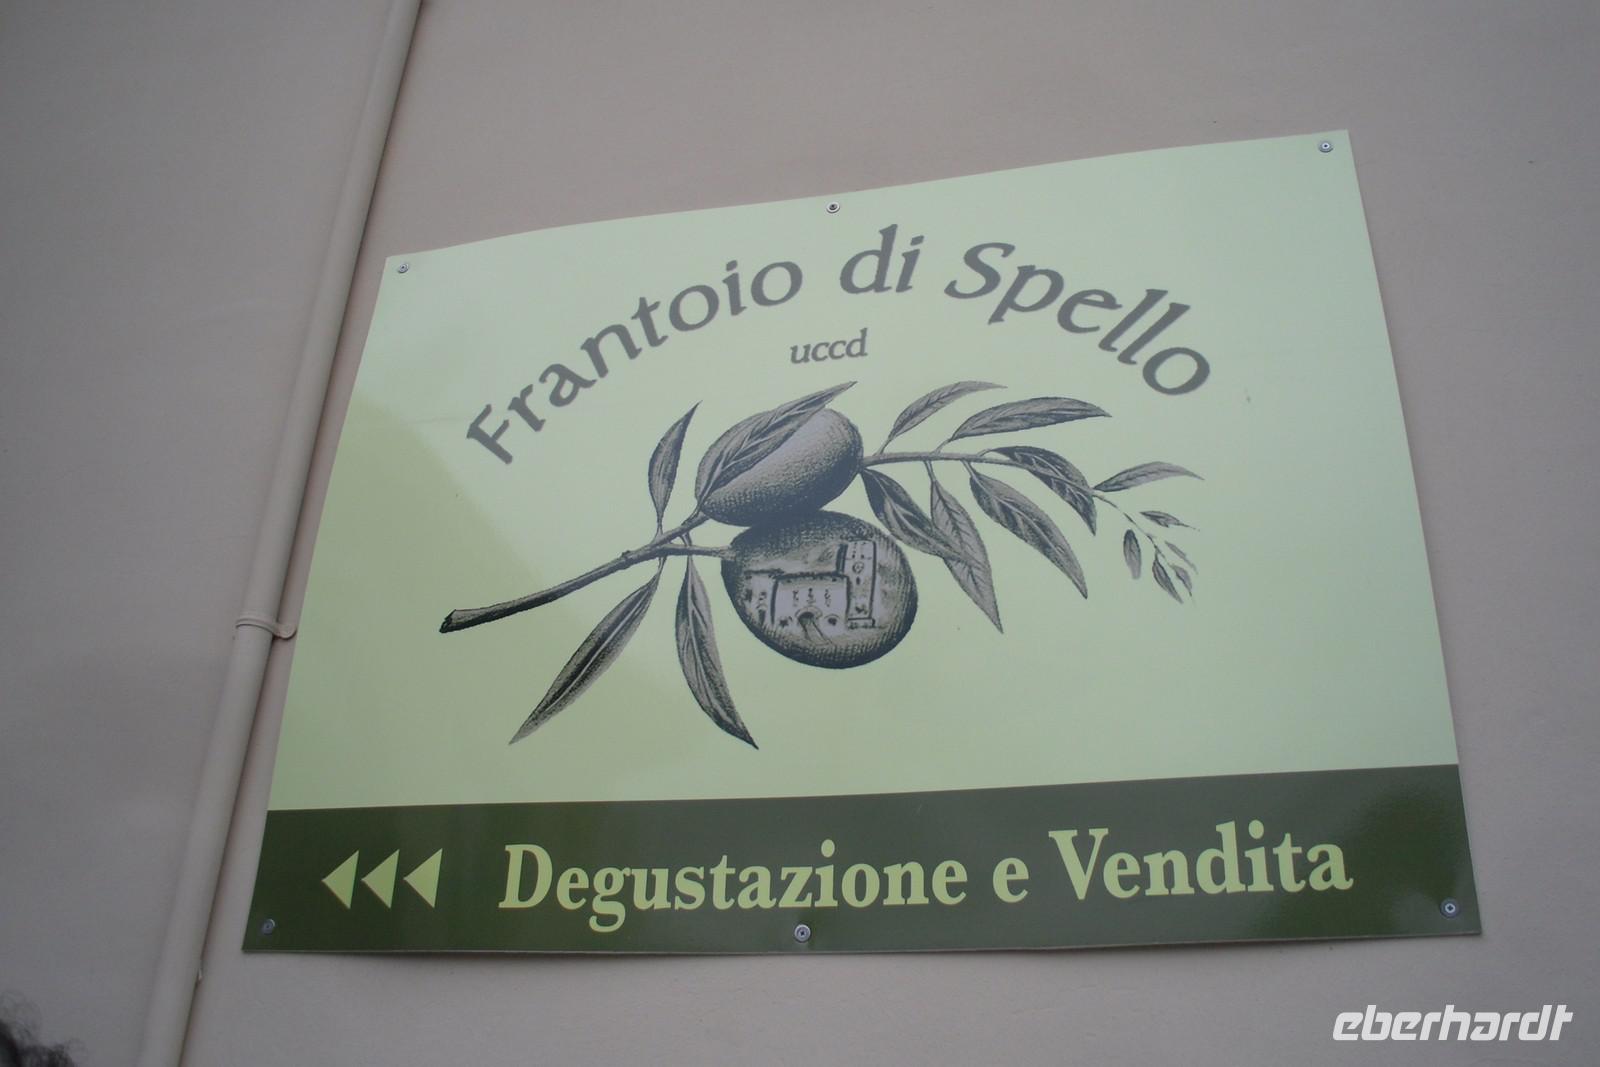 Frantoio di Spello
uccd
Degustazione e Vendita
eberhardt